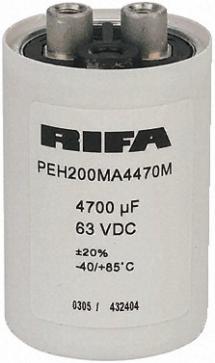 RIFA
PEH200MA4470M
4700 µF
63 VDC
±20%
-40/+85°C
0305 / 432404